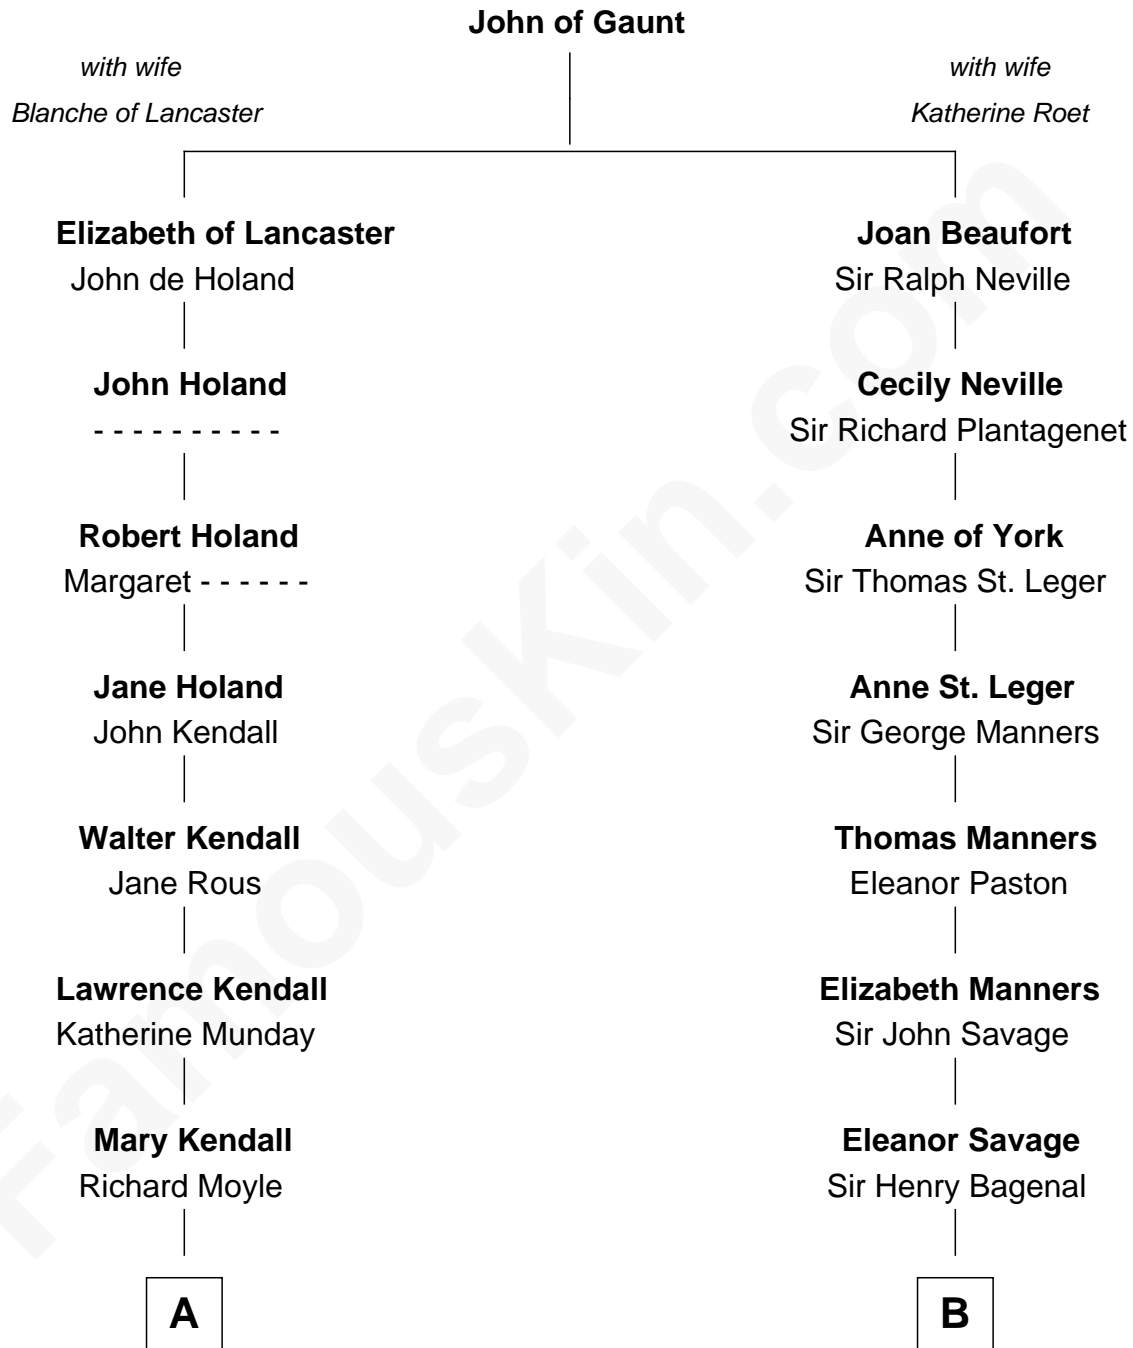 John of Gaunt
with wife
Blanche of Lancaster
with wife
Katherine Roet
Elizabeth of Lancaster
John de Holand
Joan Beaufort
Sir Ralph Neville
John Holand
- - - - - - - - - -
Cecily Neville
Sir Richard Plantagenet
Robert Holand
Margaret - - - - - -
Anne of York
Sir Thomas St. Leger
Jane Holand
John Kendall
Anne St. Leger
Sir George Manners
Walter Kendall
Jane Rous
Thomas Manners
Eleanor Paston
Lawrence Kendall
Katherine Munday
Elizabeth Manners
Sir John Savage
Mary Kendall
Richard Moyle
Eleanor Savage
Sir Henry Bagenal
A
B
FamousKin.com